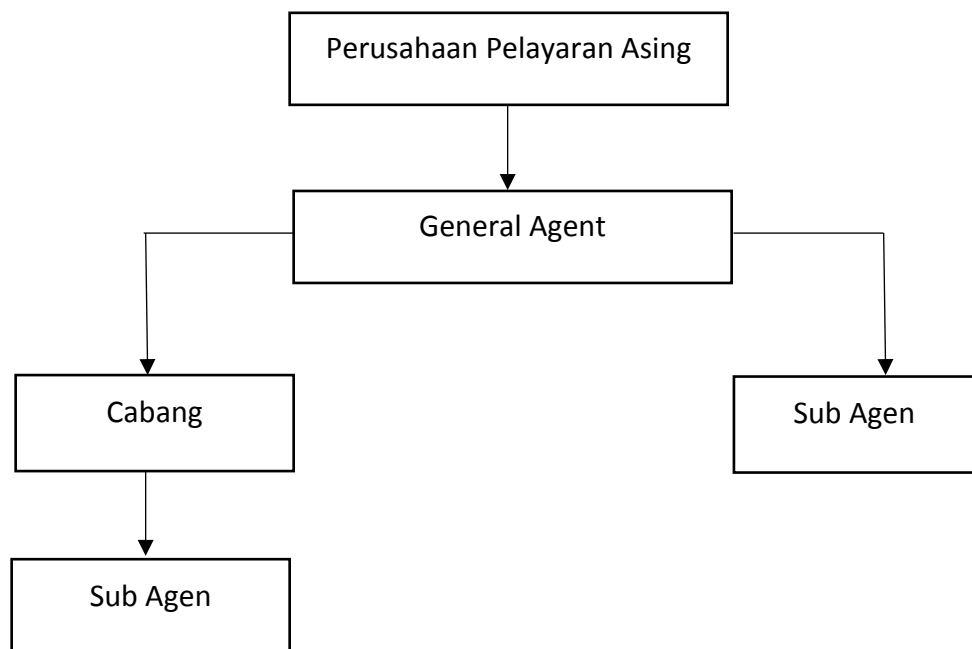 Perusahaan Pelayaran Asing
General Agent
Cabang
Sub Agen
Sub Agen